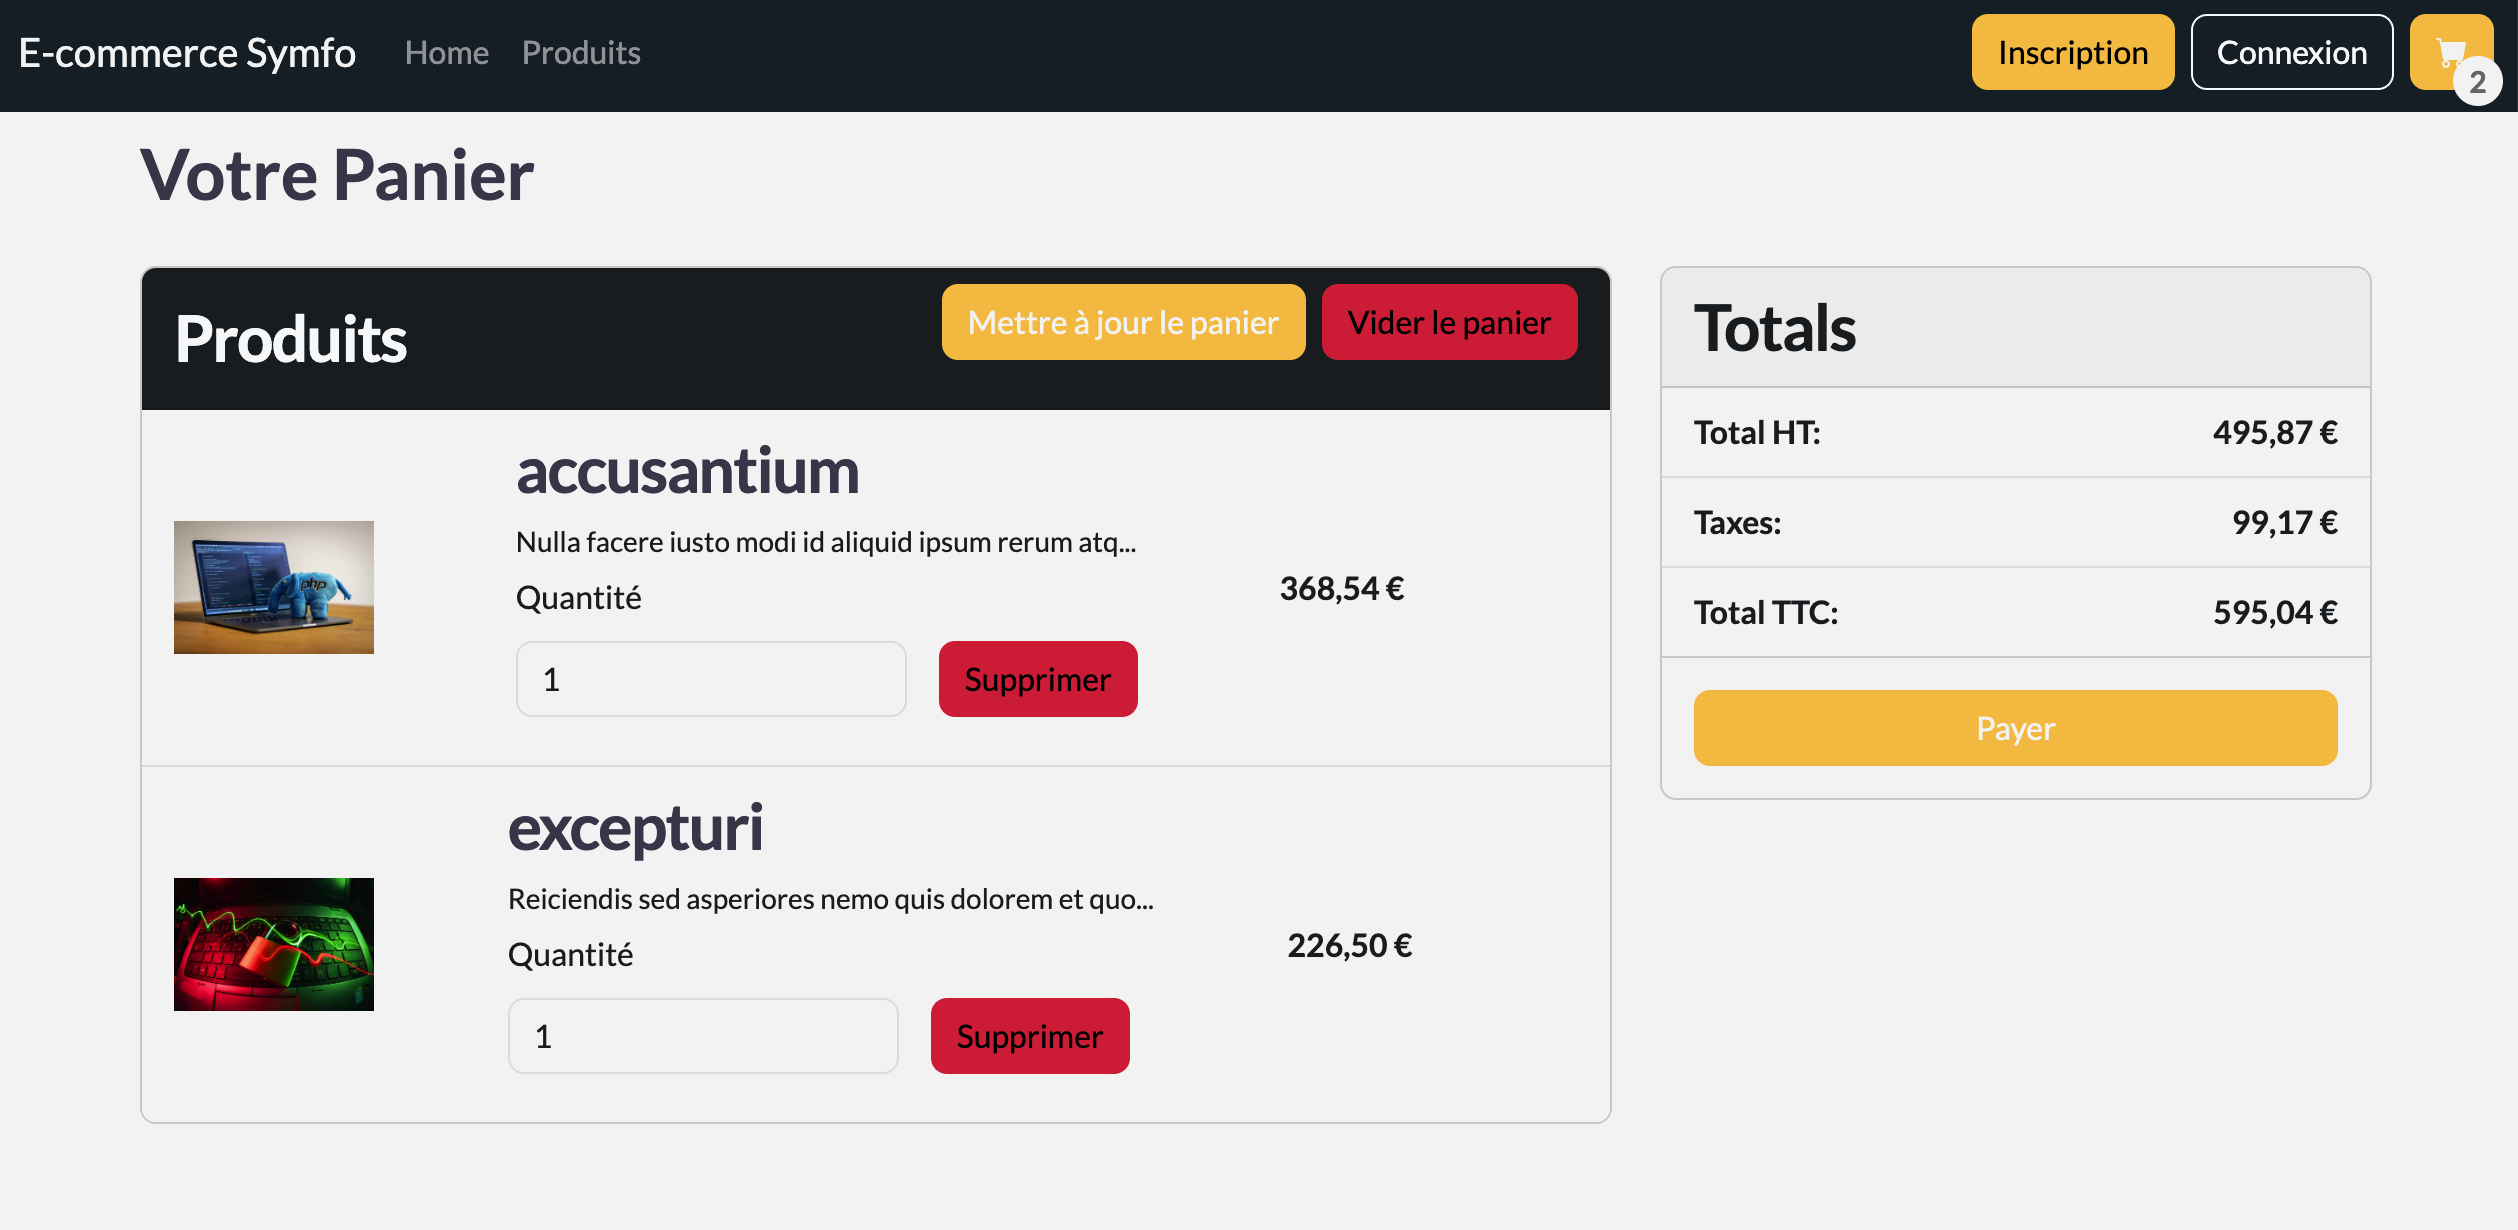 E-commerce Symfo Home Produits Inscription Connexion 2
Votre Panier
Produits Mettre à jour le panier Vider le panier
accusantium
php
Nulla facere iusto modi id aliquid ipsum rerum atq...
Quantité
368,54 €
1 Supprimer
excepturi
Reiciendis sed asperiores nemo quis dolorem et quo...
Quantité
226,50 €
1 Supprimer
Totals
Total HT: 495,87 €
Taxes: 99,17 €
Total TTC: 595,04 €
Payer